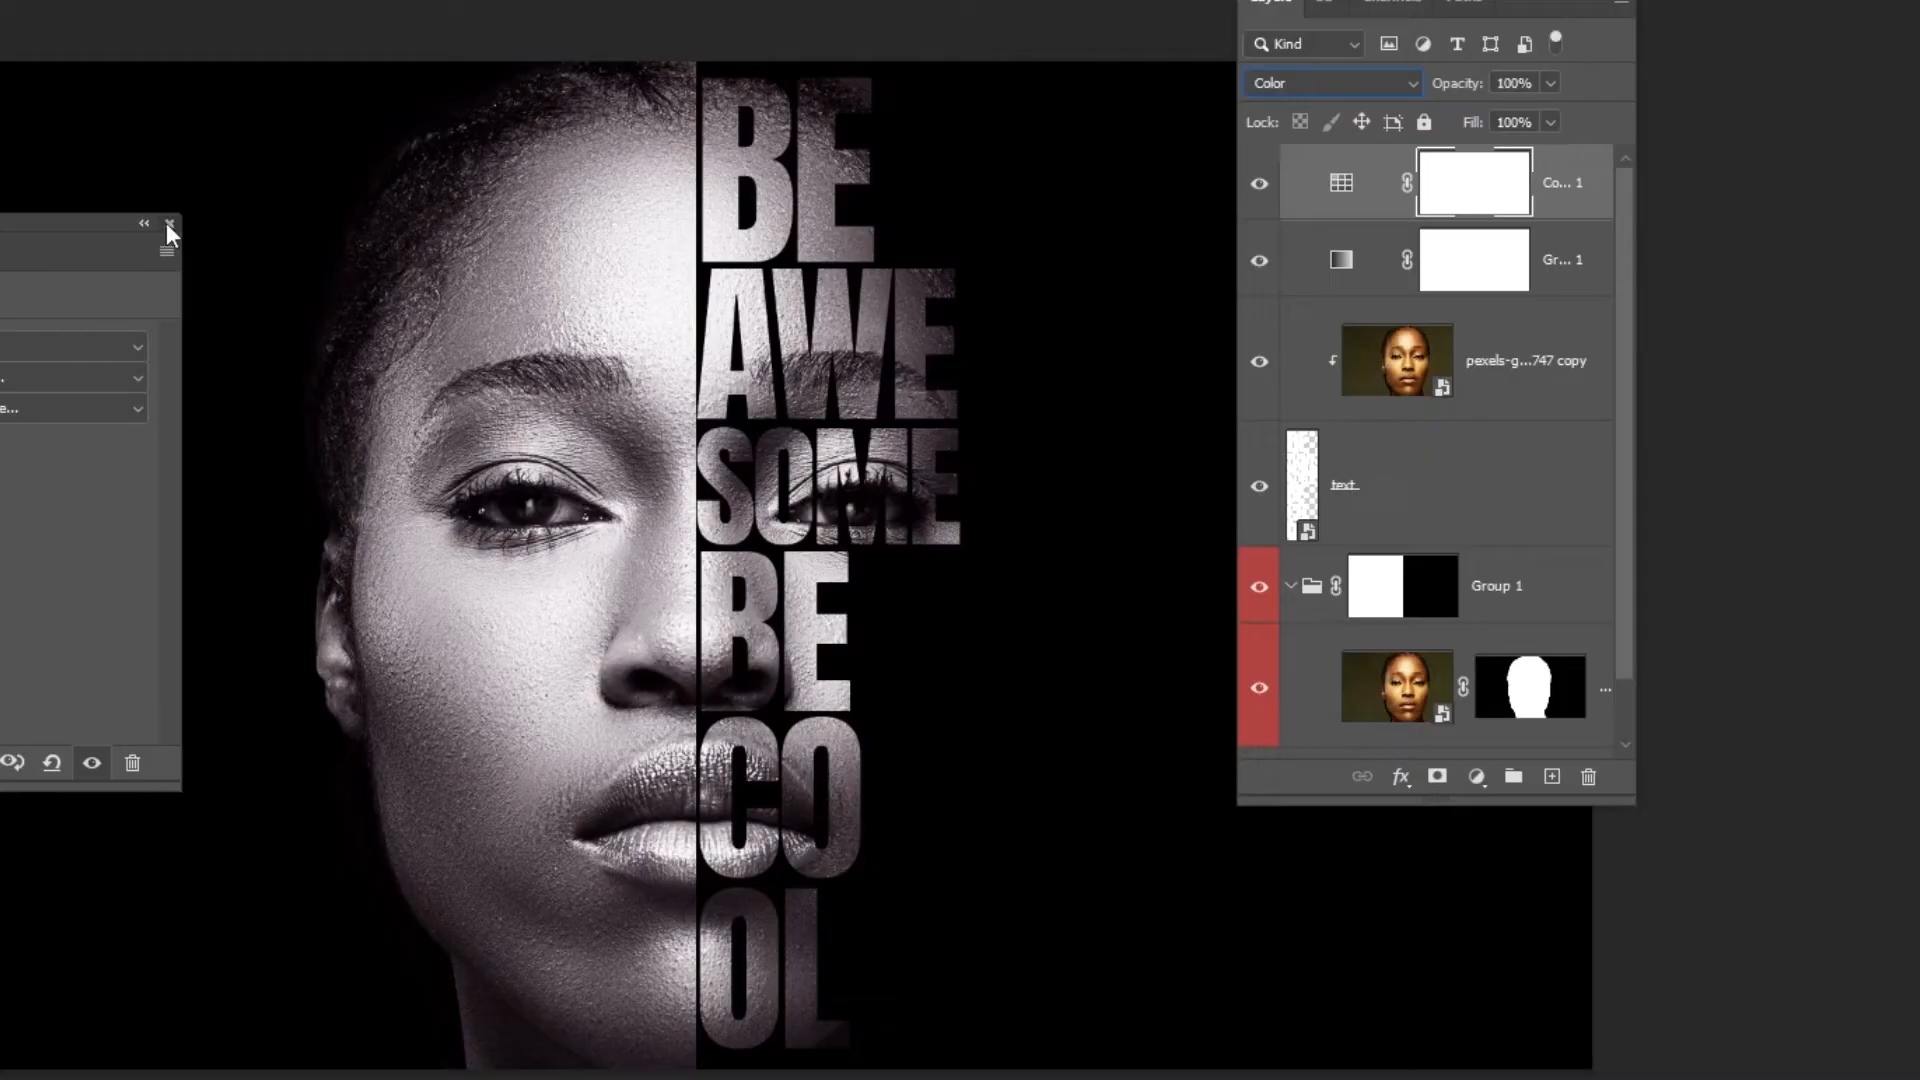 BE
AWE
SOME
BE
CO
OL
Kind
Color
Opacity: 100%
Lock:
Fill: 100%
Co... 1
Gr... 1
pexels-g...747 copy
text
Group 1
...
e...
fx